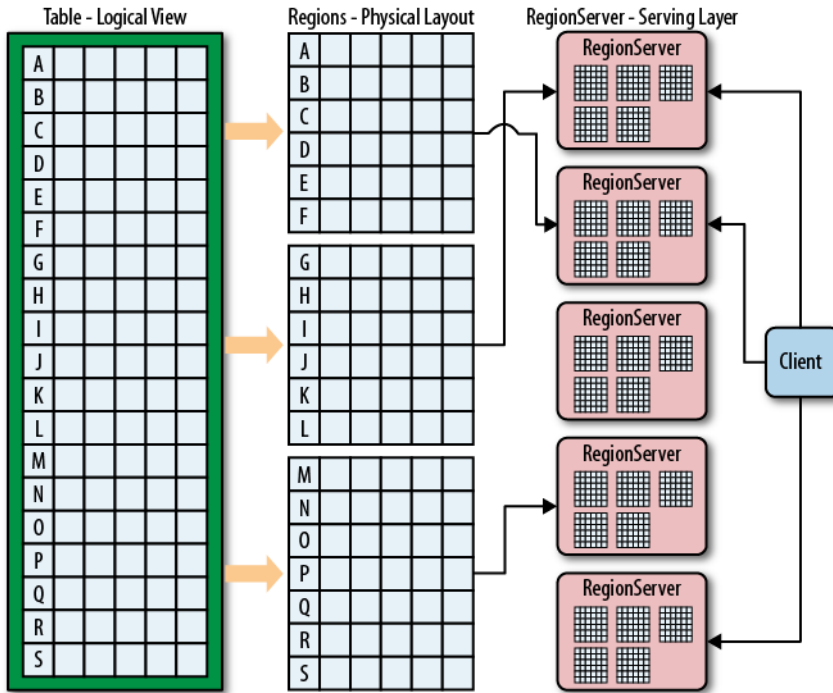 Table - Logical View
A
B
C
D
E
F
G
H
I
J
K
L
M
N
O
P
Q
R
S
Regions - Physical Layout
A
B
C
D
E
F
G
H
I
J
K
L
M
N
O
P
Q
R
S
RegionServer - Serving Layer
RegionServer
RegionServer
RegionServer
RegionServer
RegionServer
Client